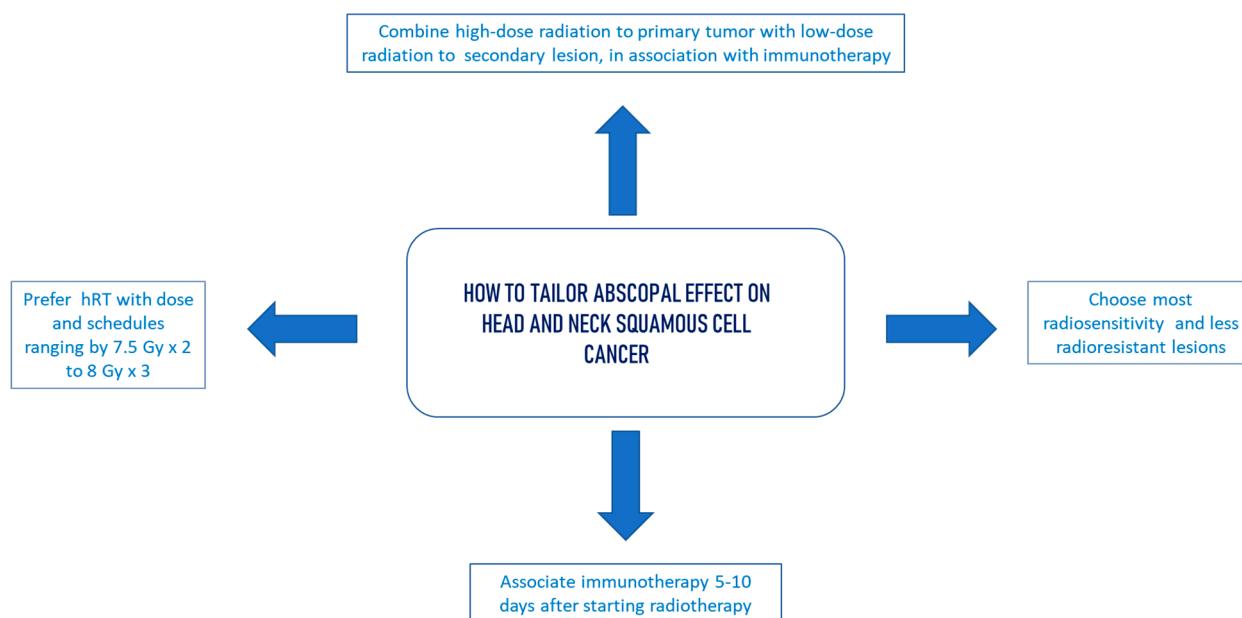 Combine high-dose radiation to primary tumor with low-dose
radiation to secondary lesion, in association with immunotherapy
Prefer hRT with dose
and schedules
ranging by 7.5 Gy x 2
to 8 Gy x 3
HOW TO TAILOR ABSCOPAL EFFECT ON
HEAD AND NECK SQUAMOUS CELL
CANCER
Choose most
radiosensitivity and less
radioresistant lesions
Associate immunotherapy 5-10
days after starting radiotherapy